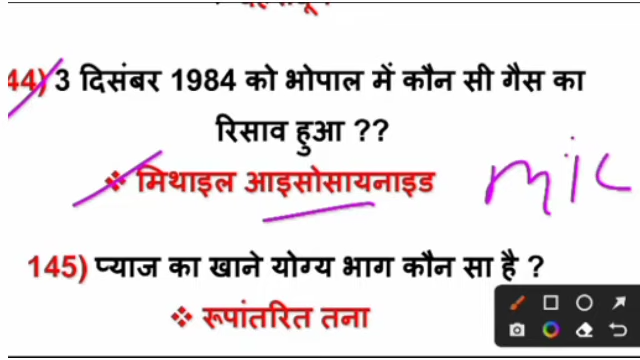 44) 3 दिसंबर 1984 को भोपाल में कौन सी गैस का
रिसाव हुआ ??
❖ मिथाइल आइसोसायनाइड
mic
145) प्याज का खाने योग्य भाग कौन सा है ?
❖ रूपांतरित तना